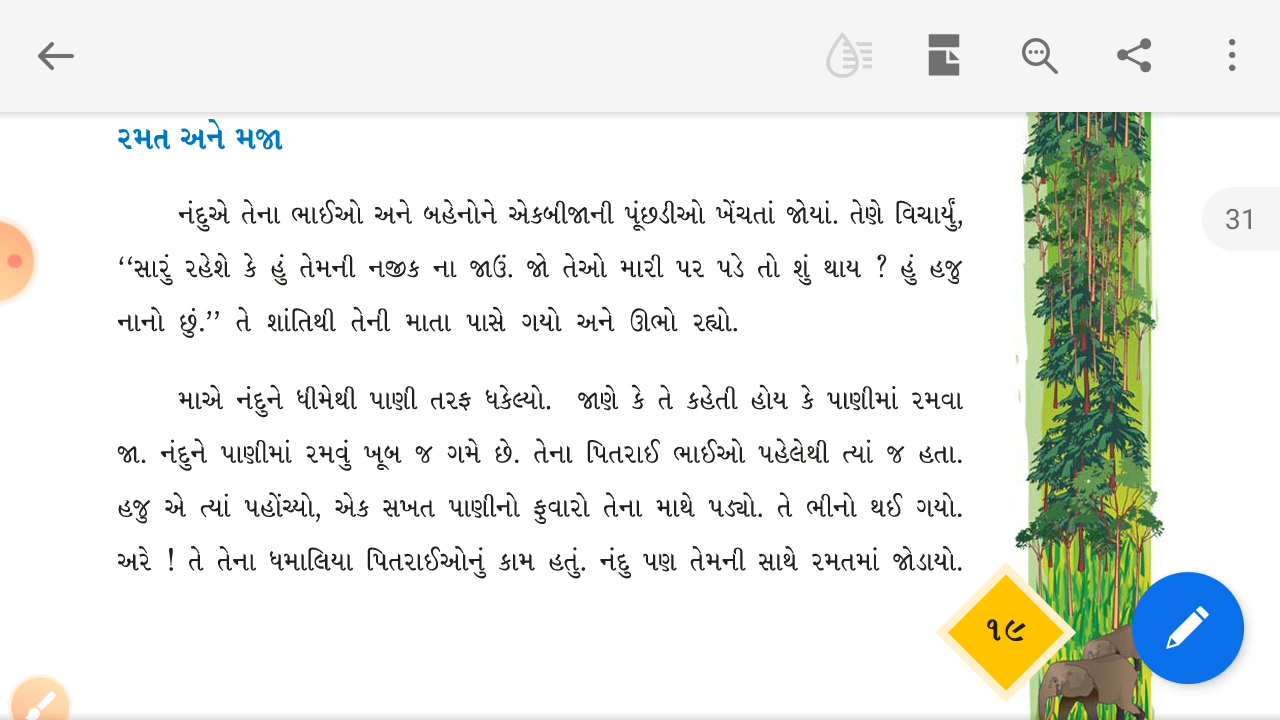 31
રમત અને મજા
નંદુએ તેના ભાઈઓ અને બહેનોને એકબીજાની પૂંછડીઓ ખેંચતાં જોયાં. તેણે વિચાર્યું,
‘‘સારું રહેશે કે હું તેમની નજીક ના જાઉં. જો તેઓ મારી પર પડે તો શું થાય ? હું હજુ
નાનો છું.’’ તે શાંતિથી તેની માતા પાસે ગયો અને ઊભો રહ્યો.
માએ નંદુને ધીમેથી પાણી તરફ ધકેલ્યો. જાણે કે તે કહેતી હોય કે પાણીમાં રમવા
જા. નંદુને પાણીમાં રમવું ખૂબ જ ગમે છે. તેના પિતરાઈ ભાઈઓ પહેલેથી ત્યાં જ હતા.
હજુ એ ત્યાં પહોંચ્યો, એક સખત પાણીનો ફુવારો તેના માથે પડ્યો. તે ભીનો થઈ ગયો.
અરે ! તે તેના ધમાલિયા પિતરાઈઓનું કામ હતું. નંદુ પણ તેમની સાથે રમતમાં જોડાયો.
૧૯